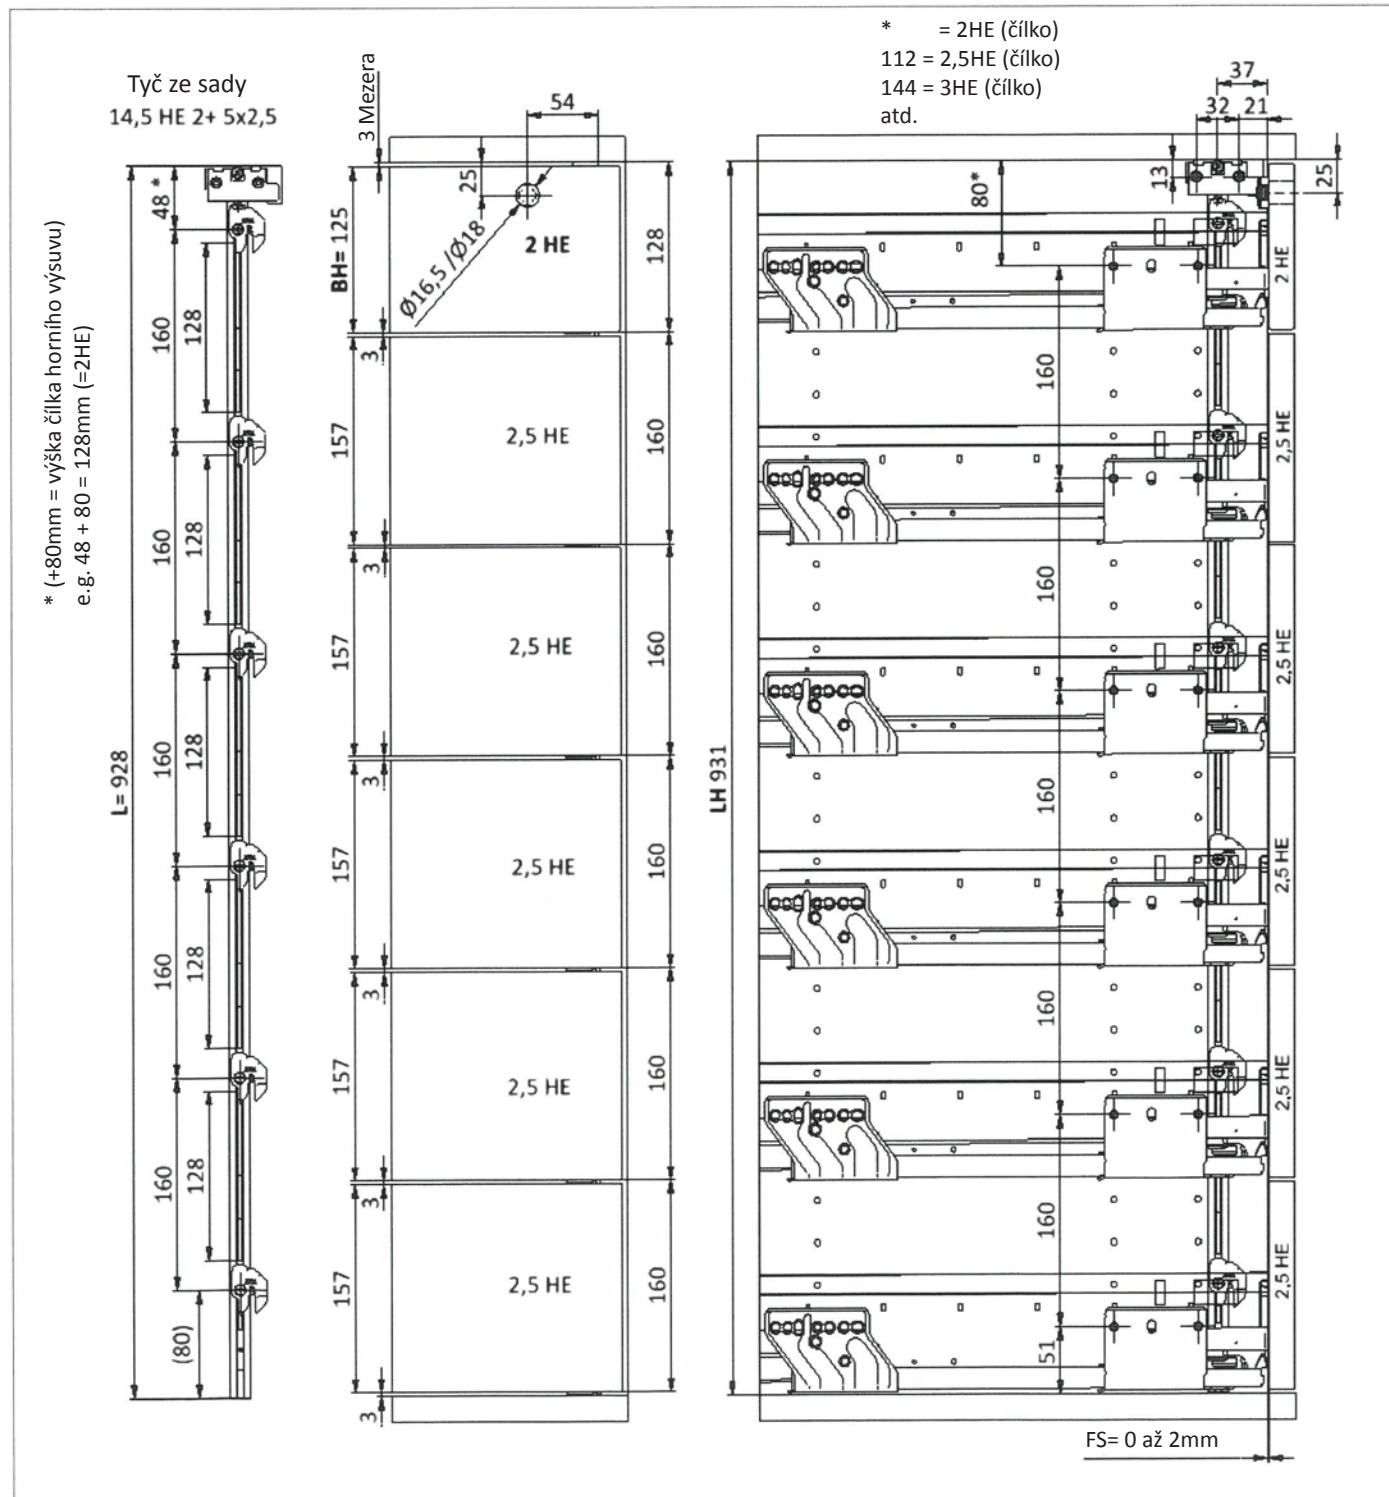 Tyč ze sady
14,5 HE 2+ 5x2,5
* (+80mm = výška čílka horního výsuvu)
e.g. 48 + 80 = 128mm (=2HE)
L= 928
48 *
160
128
160
128
160
128
160
128
160
128
(80)
3 Mezera
54
25
Ø16,5 /Ø18
BH= 125
2 HE
128
3
157
2,5 HE
160
3
157
2,5 HE
160
3
157
2,5 HE
160
3
157
2,5 HE
160
3
157
2,5 HE
160
3
* = 2HE (čílko)
112 = 2,5HE (čílko)
144 = 3HE (čílko)
atd.
37
32
21
13
25
80*
LH 931
160
160
160
160
160
51
2 HE
2,5 HE
2,5 HE
2,5 HE
2,5 HE
2,5 HE
FS= 0 až 2mm